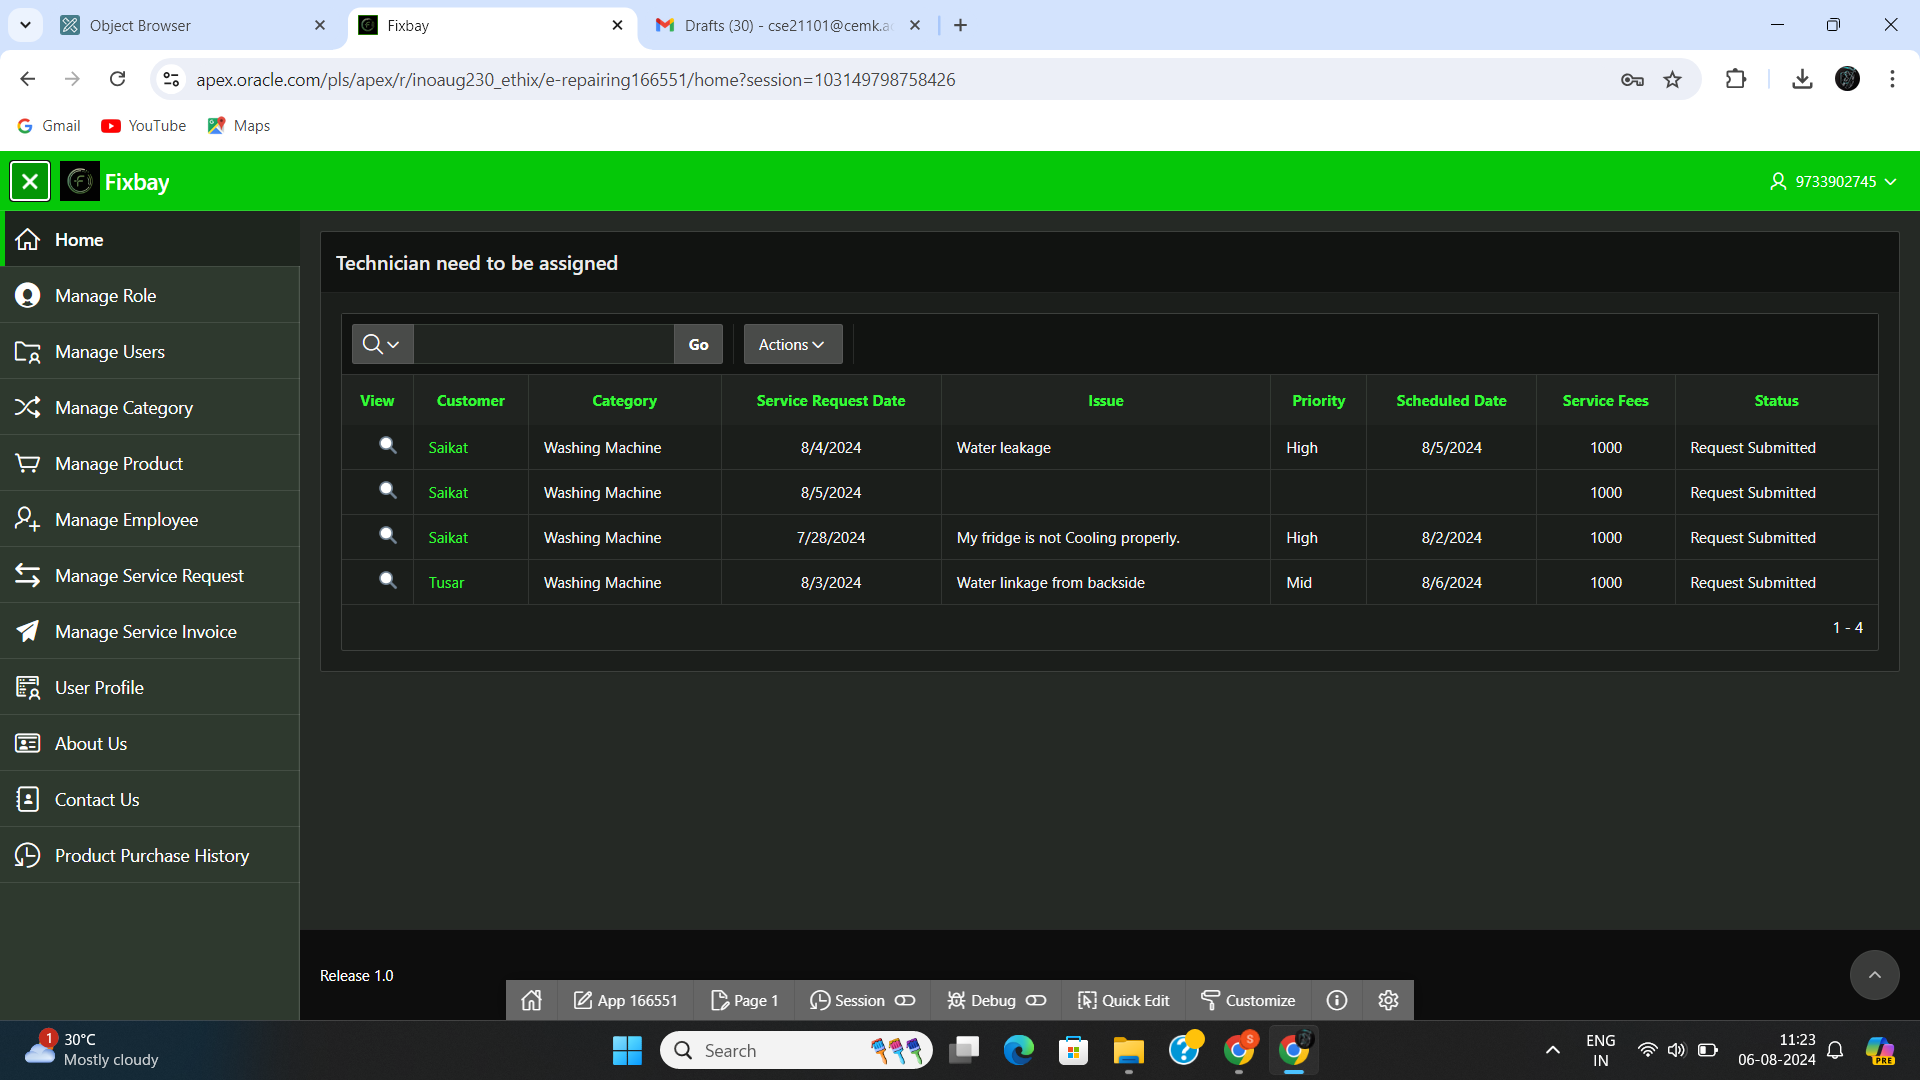 Object Browser
Fixbay
Drafts (30) - cse21101@cemk.ac
apex.oracle.com/pls/apex/r/inoaug230_ethix/e-repairing166551/home?session=103149798758426
Gmail YouTube Maps
Fixbay
9733902745
Home
Manage Role
Manage Users
Manage Category
Manage Product
Manage Employee
Manage Service Request
Manage Service Invoice
User Profile
About Us
Contact Us
Product Purchase History
Technician need to be assigned
Go Actions
View Customer Category Service Request Date Issue Priority Scheduled Date Service Fees Status
Saikat Washing Machine 8/4/2024 Water leakage High 8/5/2024 1000 Request Submitted
Saikat Washing Machine 8/5/2024 1000 Request Submitted
Saikat Washing Machine 7/28/2024 My fridge is not Cooling properly. High 8/2/2024 1000 Request Submitted
Tusar Washing Machine 8/3/2024 Water linkage from backside Mid 8/6/2024 1000 Request Submitted
1 - 4
Release 1.0
App 166551 Page 1 Session Debug Quick Edit Customize
1
30°C
Mostly cloudy
Search
S
ENG
IN
11:23
06-08-2024
PRE